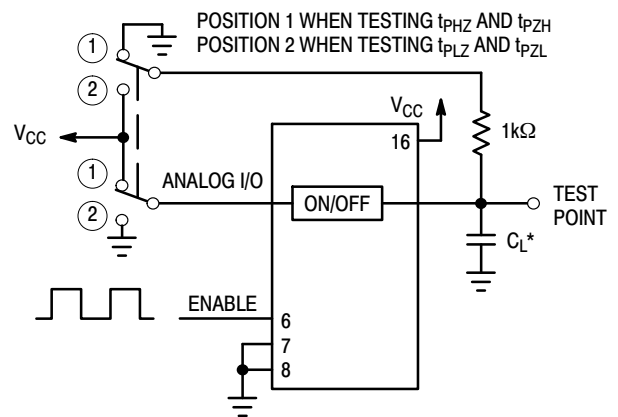 POSITION 1 WHEN TESTING tPHZ AND tPZH
POSITION 2 WHEN TESTING tPLZ AND tPZL
1
2
VCC
VCC
16
1kΩ
1
ANALOG I/O
ON/OFF
TEST
POINT
2
CL*
ENABLE
6
7
8